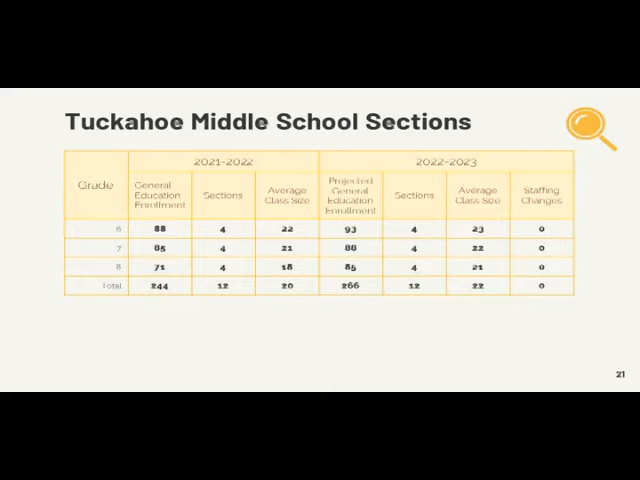 Tuckahoe Middle School Sections
2021-2022 2022-2023
Grade General Education Enrollment Sections Average Class Size Projected General Education Enrollment Sections Average Class Size Staffing Changes
6 88 4 22 93 4 23 0
7 85 4 21 88 4 22 0
8 71 4 18 85 4 21 0
Total 244 12 20 266 12 22 0
21